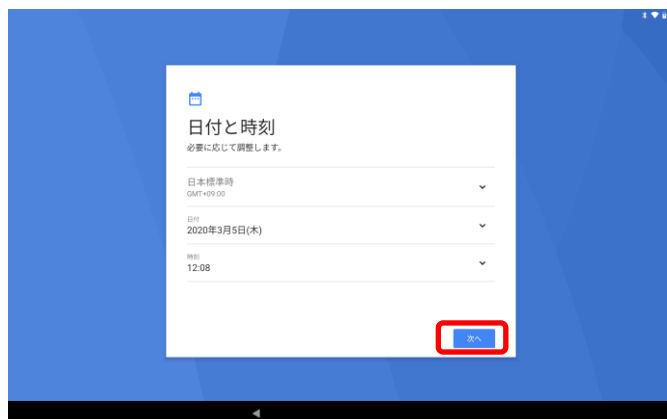 日付と時刻
必要に応じて調整します。
日本標準時
GMT+09:00
日付
2020年3月5日(木)
時刻
12:08
次へ